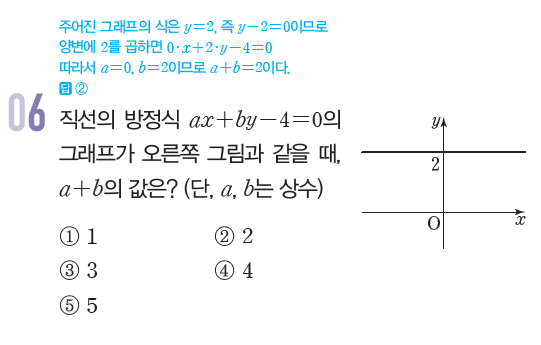 주어진 그래프의 식은 y=2, 즉 y-2=0이므로
양변에 2를 곱하면 0·x+2·y-4=0
따라서 a=0, b=2이므로 a+b=2이다.
답 ②
06
직선의 방정식 ax+by-4=0의
그래프가 오른쪽 그림과 같을 때,
a+b의 값은? (단, a, b는 상수)
① 1
② 2
③ 3
④ 4
⑤ 5
y
2
O
x